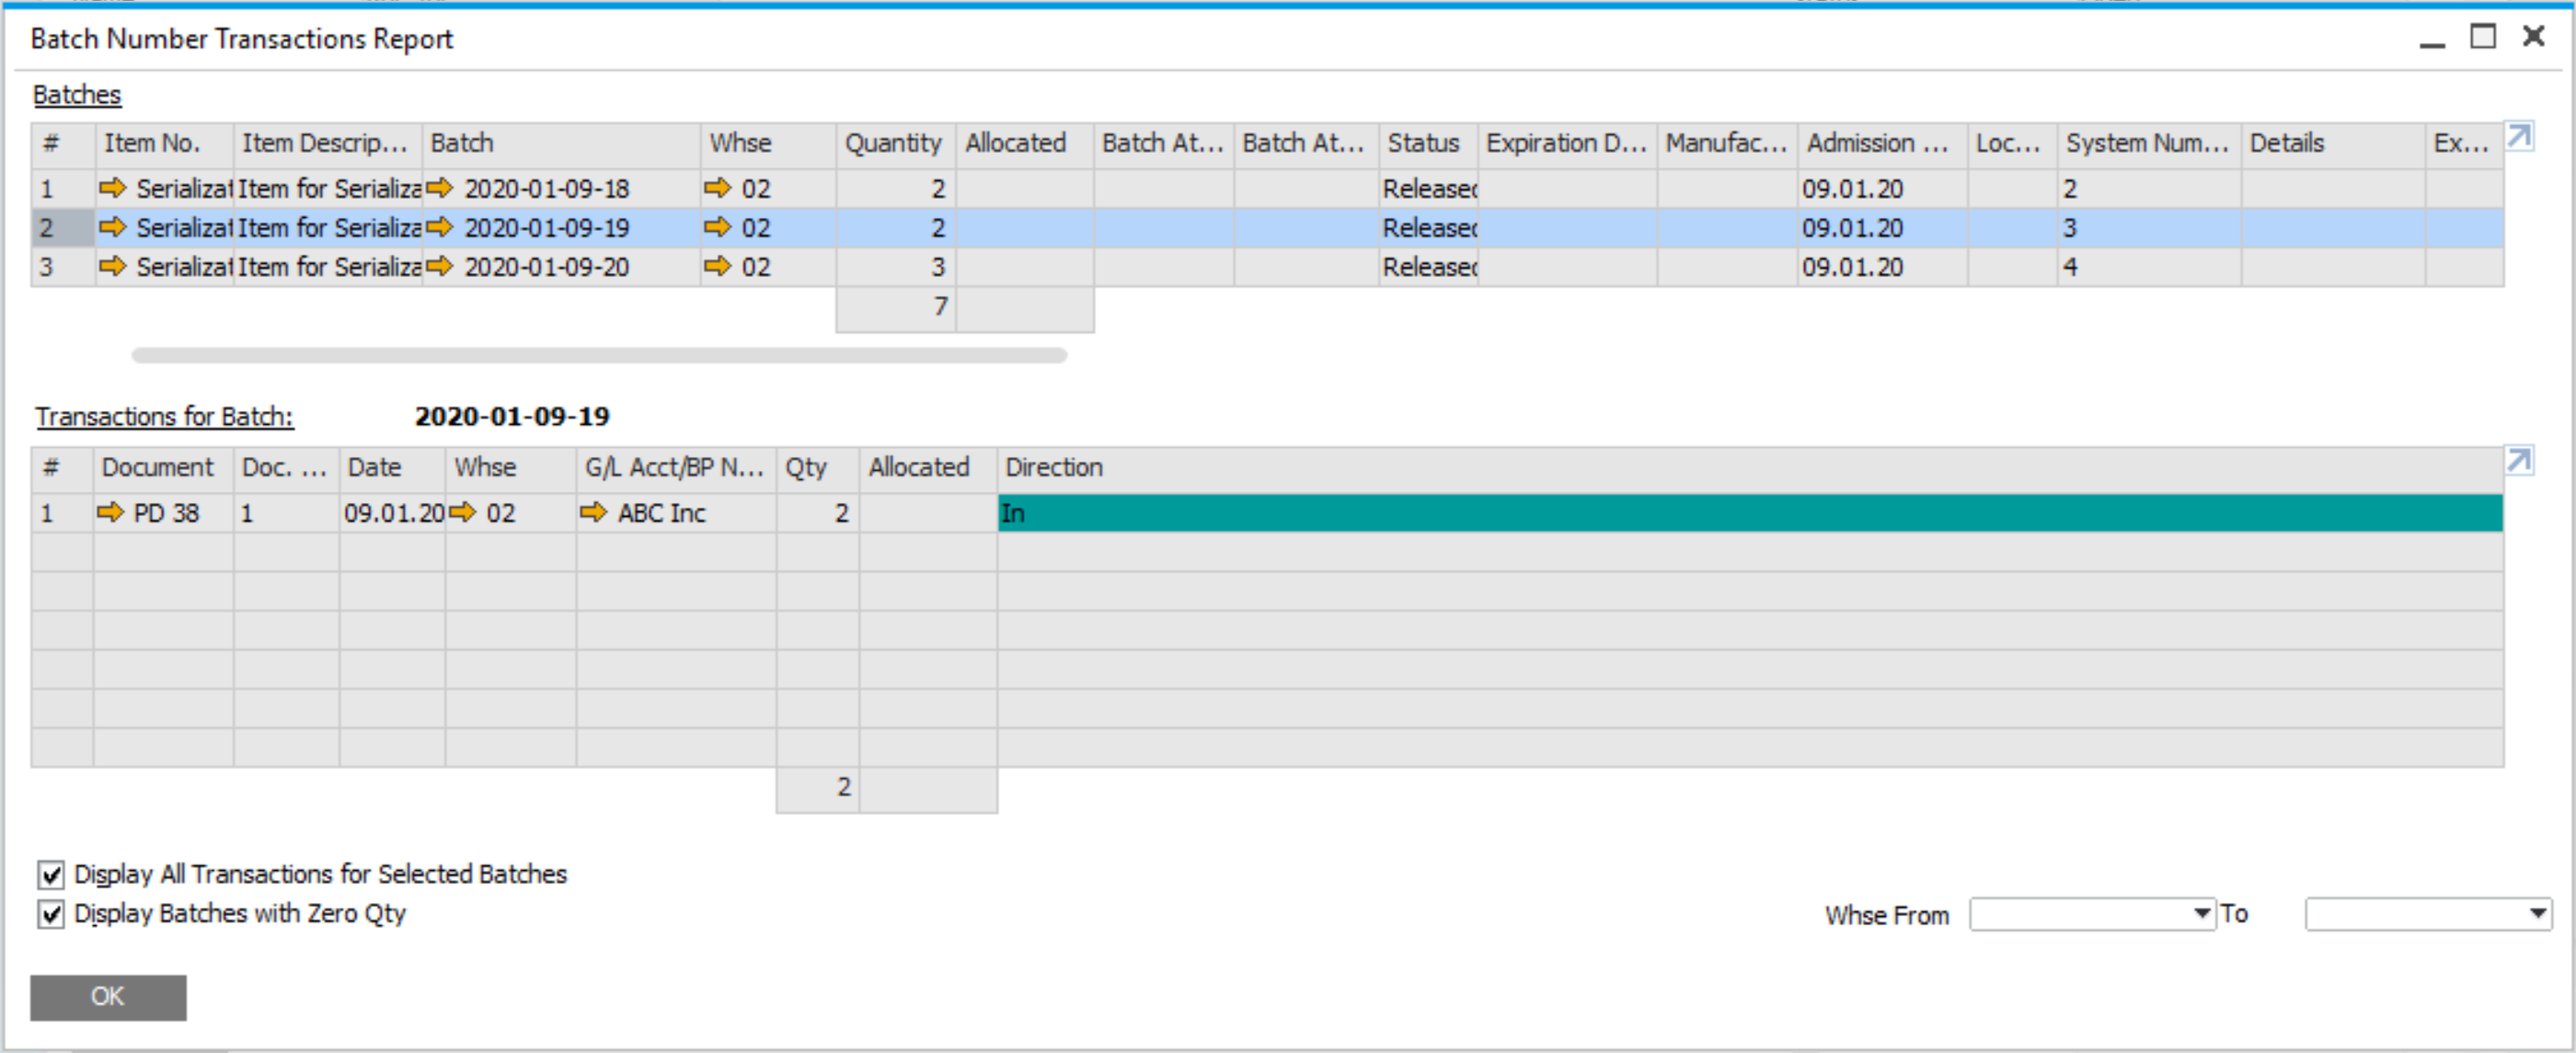 Batch Number Transactions Report
Batches
# Item No. Item Descrip... Batch Whse Quantity Allocated Batch At... Batch At... Status Expiration D... Manufac... Admission ... Loc... System Num... Details Ex...
1 Serializat Item for Serializa 2020-01-09-18 02 2 Released 09.01.20 2
2 Serializat Item for Serializa 2020-01-09-19 02 2 Released 09.01.20 3
3 Serializat Item for Serializa 2020-01-09-20 02 3 Released 09.01.20 4
7
Transactions for Batch: 2020-01-09-19
# Document Doc. ... Date Whse G/L Acct/BP N... Qty Allocated Direction
1 PD 38 1 09.01.20 02 ABC Inc 2 In
2
Display All Transactions for Selected Batches
Display Batches with Zero Qty
Whse From To
OK